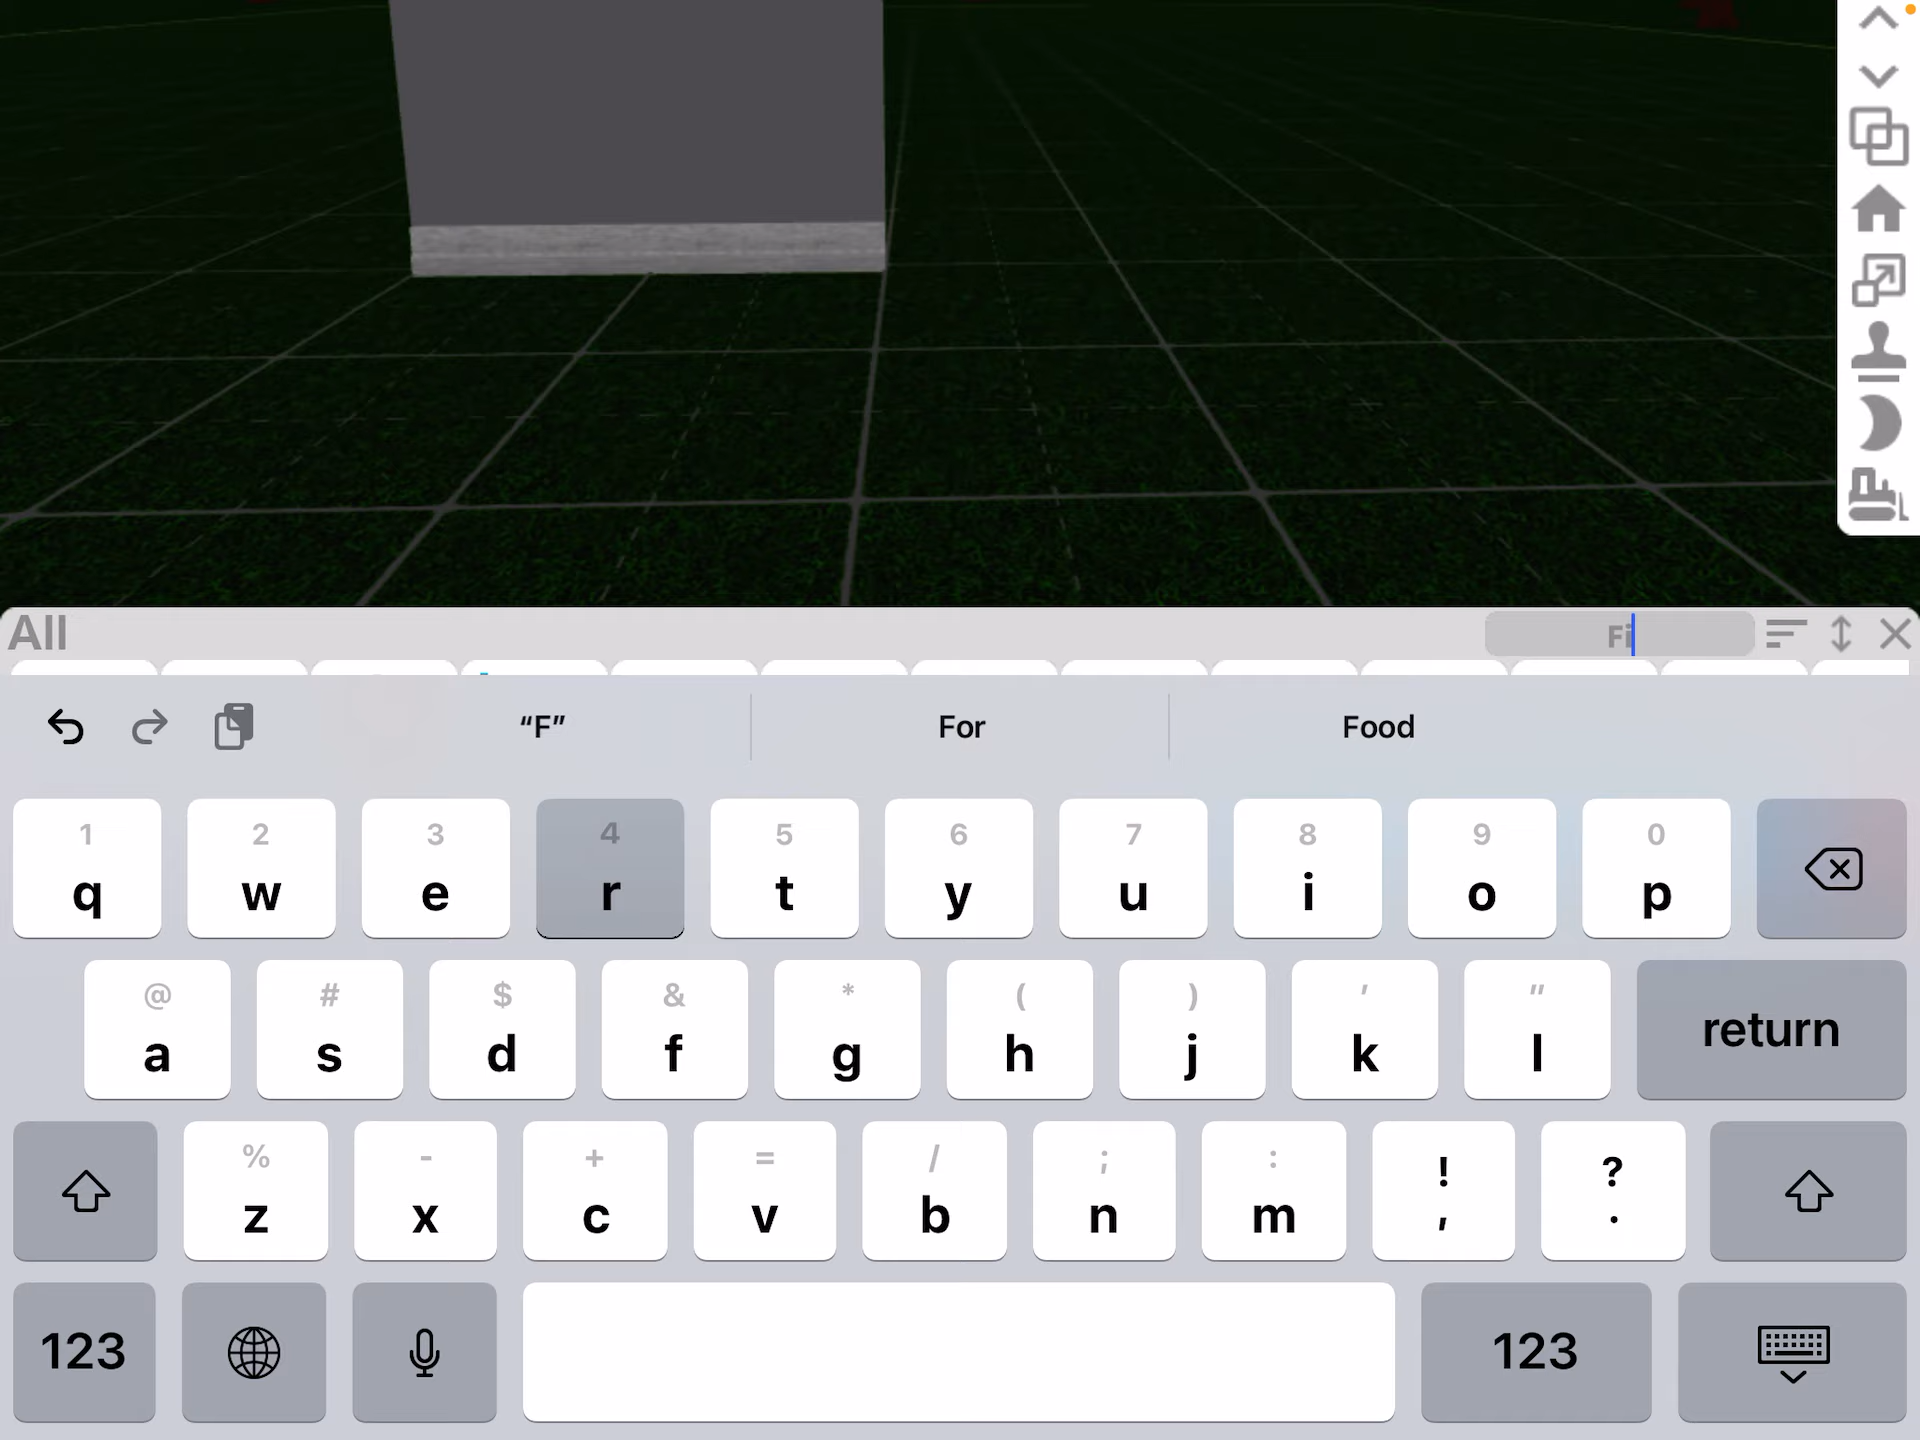 All Fi
“F” For Food
1 2 3 4 5 6 7 8 9 0
q w e r t y u i o p
@ # $ & * ( ) ' "
a s d f g h j k l return
% - + = / ; : ! ?
z x c v b n m , .
123 123